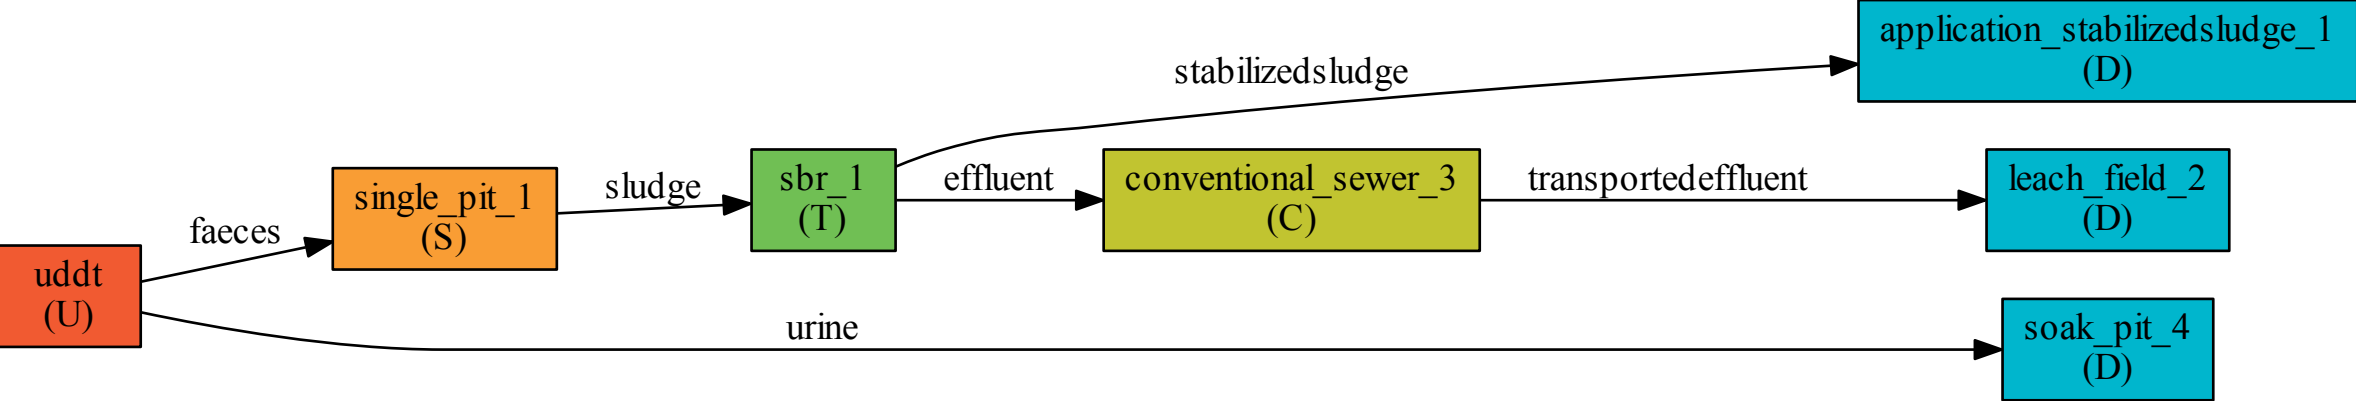 application_stabilizedsludge_1
(D)
stabilizedsludge
sbr_1
(T)
effluent
conventional_sewer_3
(C)
transportedeffluent
leach_field_2
(D)
single_pit_1
(S)
sludge
faeces
uddt
(U)
urine
soak_pit_4
(D)